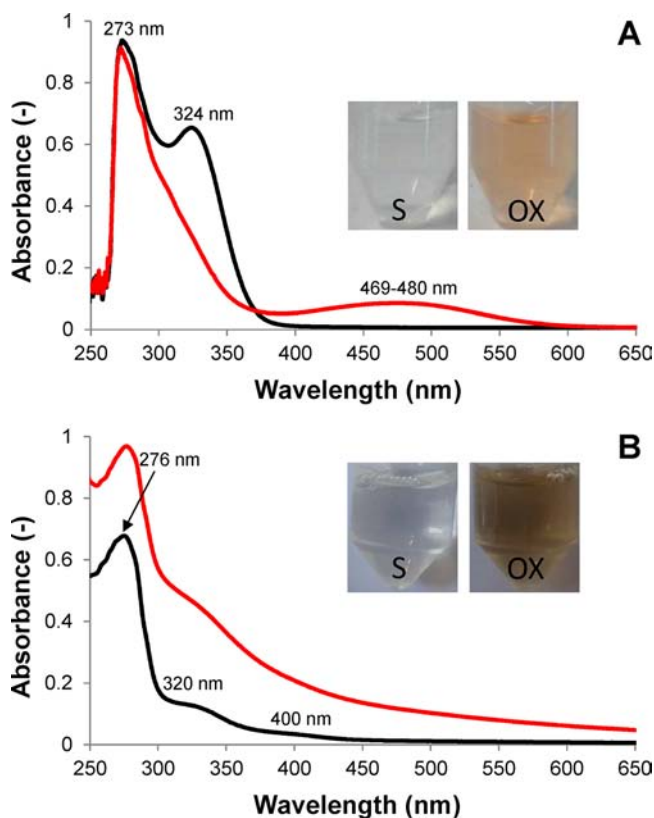 273 nm
A
1
0.8
324 nm
0.6
0.4
0.2
0
469-480 nm
S
OX
250 300 350 400 450 500 550 600 650
Wavelength (nm)
Absorbance (-)
B
1
276 nm
0.8
0.6
0.4
0.2
0
320 nm
400 nm
S
OX
250 300 350 400 450 500 550 600 650
Wavelength (nm)
Absorbance (-)